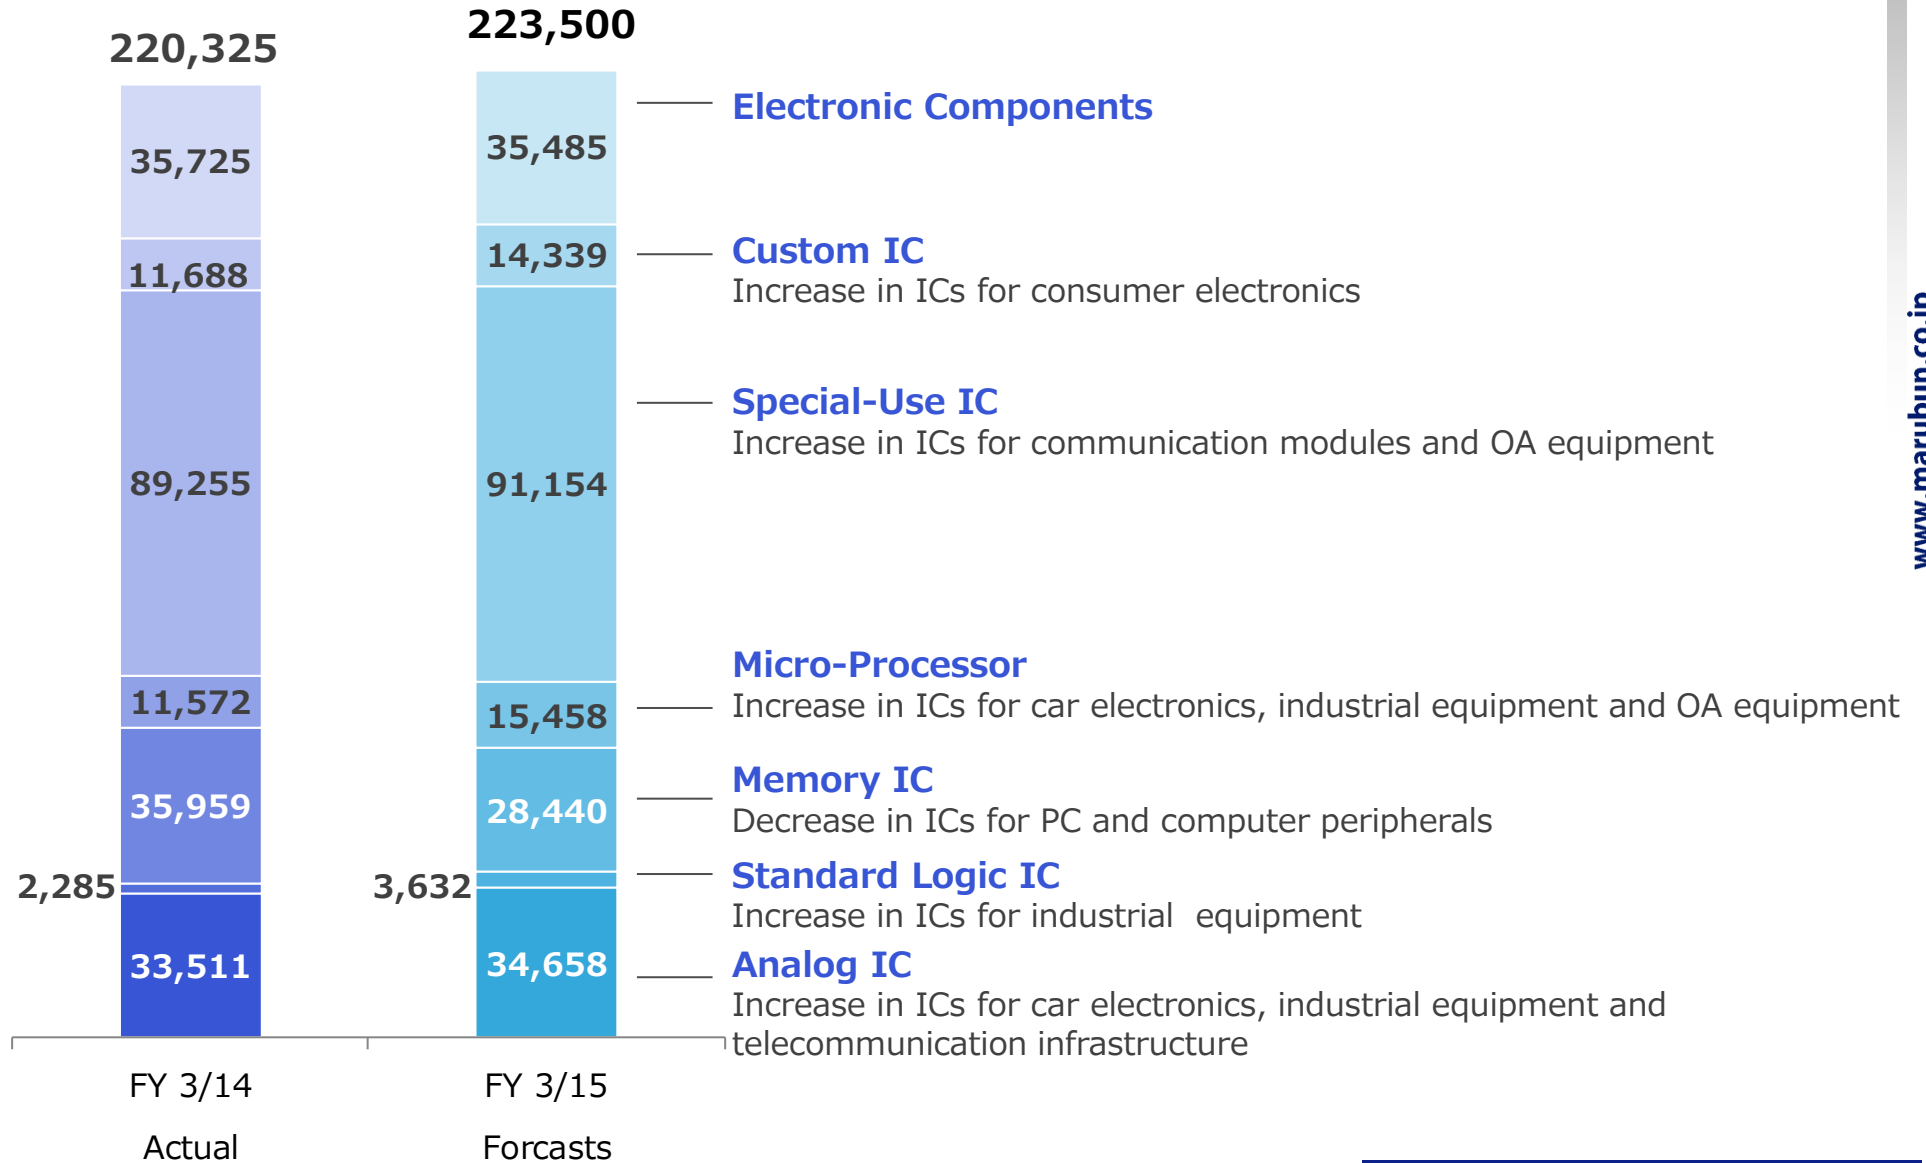 220,325
223,500
35,725
11,688
89,255
11,572
35,959
2,285
33,511
35,485
14,339
91,154
15,458
28,440
3,632
34,658
Electronic Components
Custom IC
Increase in ICs for consumer electronics
Special-Use IC
Increase in ICs for communication modules and OA equipment
Micro-Processor
Increase in ICs for car electronics, industrial equipment and OA equipment
Memory IC
Decrease in ICs for PC and computer peripherals
Standard Logic IC
Increase in ICs for industrial equipment
Analog IC
Increase in ICs for car electronics, industrial equipment and
telecommunication infrastructure
FY 3/14
Actual
FY 3/15
Forcasts
www.marubun.co.jp